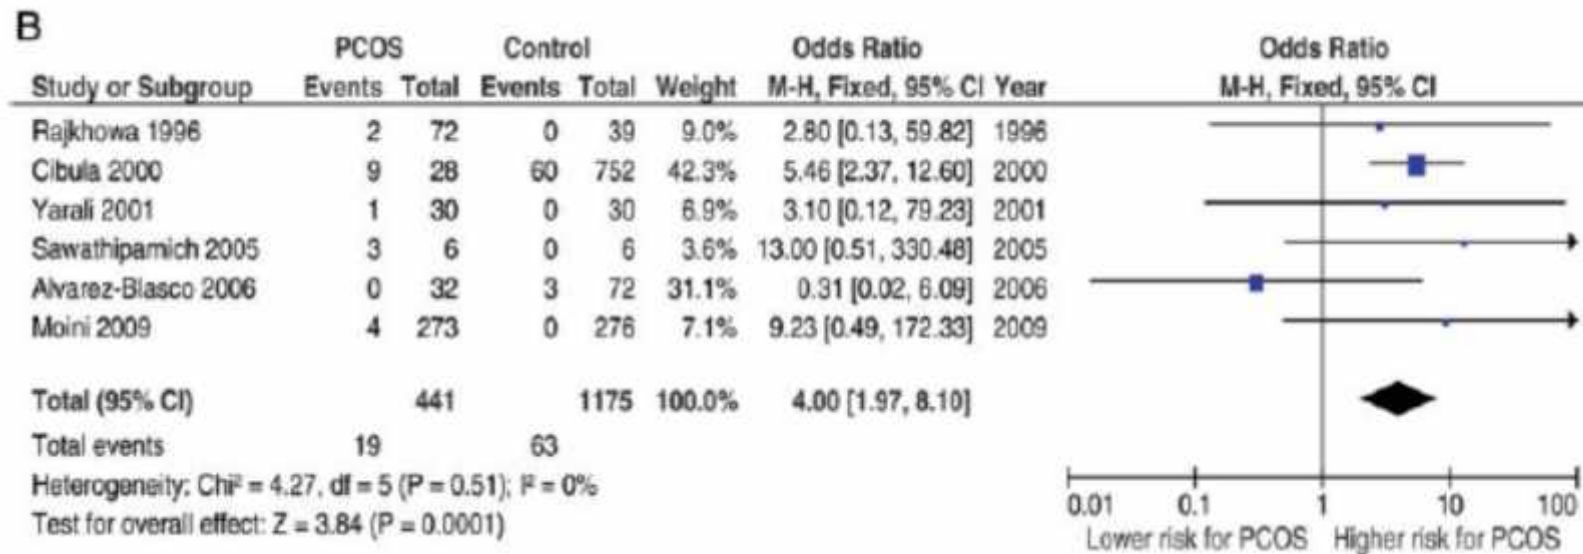 B
PCOS Control Odds Ratio Odds Ratio
Study or Subgroup Events Total Events Total Weight M-H, Fixed, 95% CI Year M-H, Fixed, 95% CI
Rajkhowa 1996 2 72 0 39 9.0% 2.80 [0.13, 59.82] 1996
Cibula 2000 9 28 60 752 42.3% 5.46 [2.37, 12.60] 2000
Yarali 2001 1 30 0 30 6.9% 3.10 [0.12, 79.23] 2001
Sawathiparnich 2005 3 6 0 6 3.6% 13.00 [0.51, 330.48] 2005
Alvarez-Blasco 2006 0 32 3 72 31.1% 0.31 [0.02, 6.09] 2006
Moini 2009 4 273 0 276 7.1% 9.23 [0.49, 172.33] 2009
Total (95% CI) 441 1175 100.0% 4.00 [1.97, 8.10]
Total events 19 63
Heterogeneity: Chi² = 4.27, df = 5 (P = 0.51); I² = 0%
Test for overall effect: Z = 3.84 (P = 0.0001)
0.01 0.1 1 10 100
Lower risk for PCOS Higher risk for PCOS